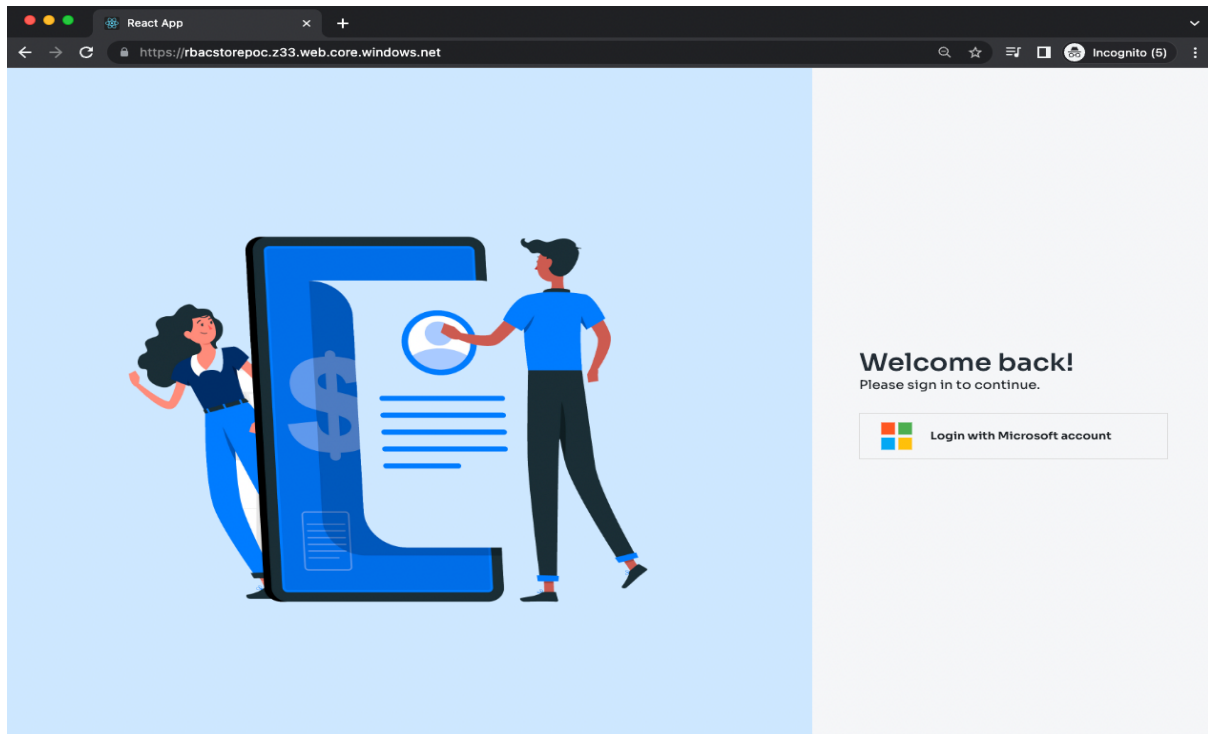 React App
https://rbacstorepoc.z33.web.core.windows.net
Incognito (5)
$
Welcome back!
Please sign in to continue.
Login with Microsoft account